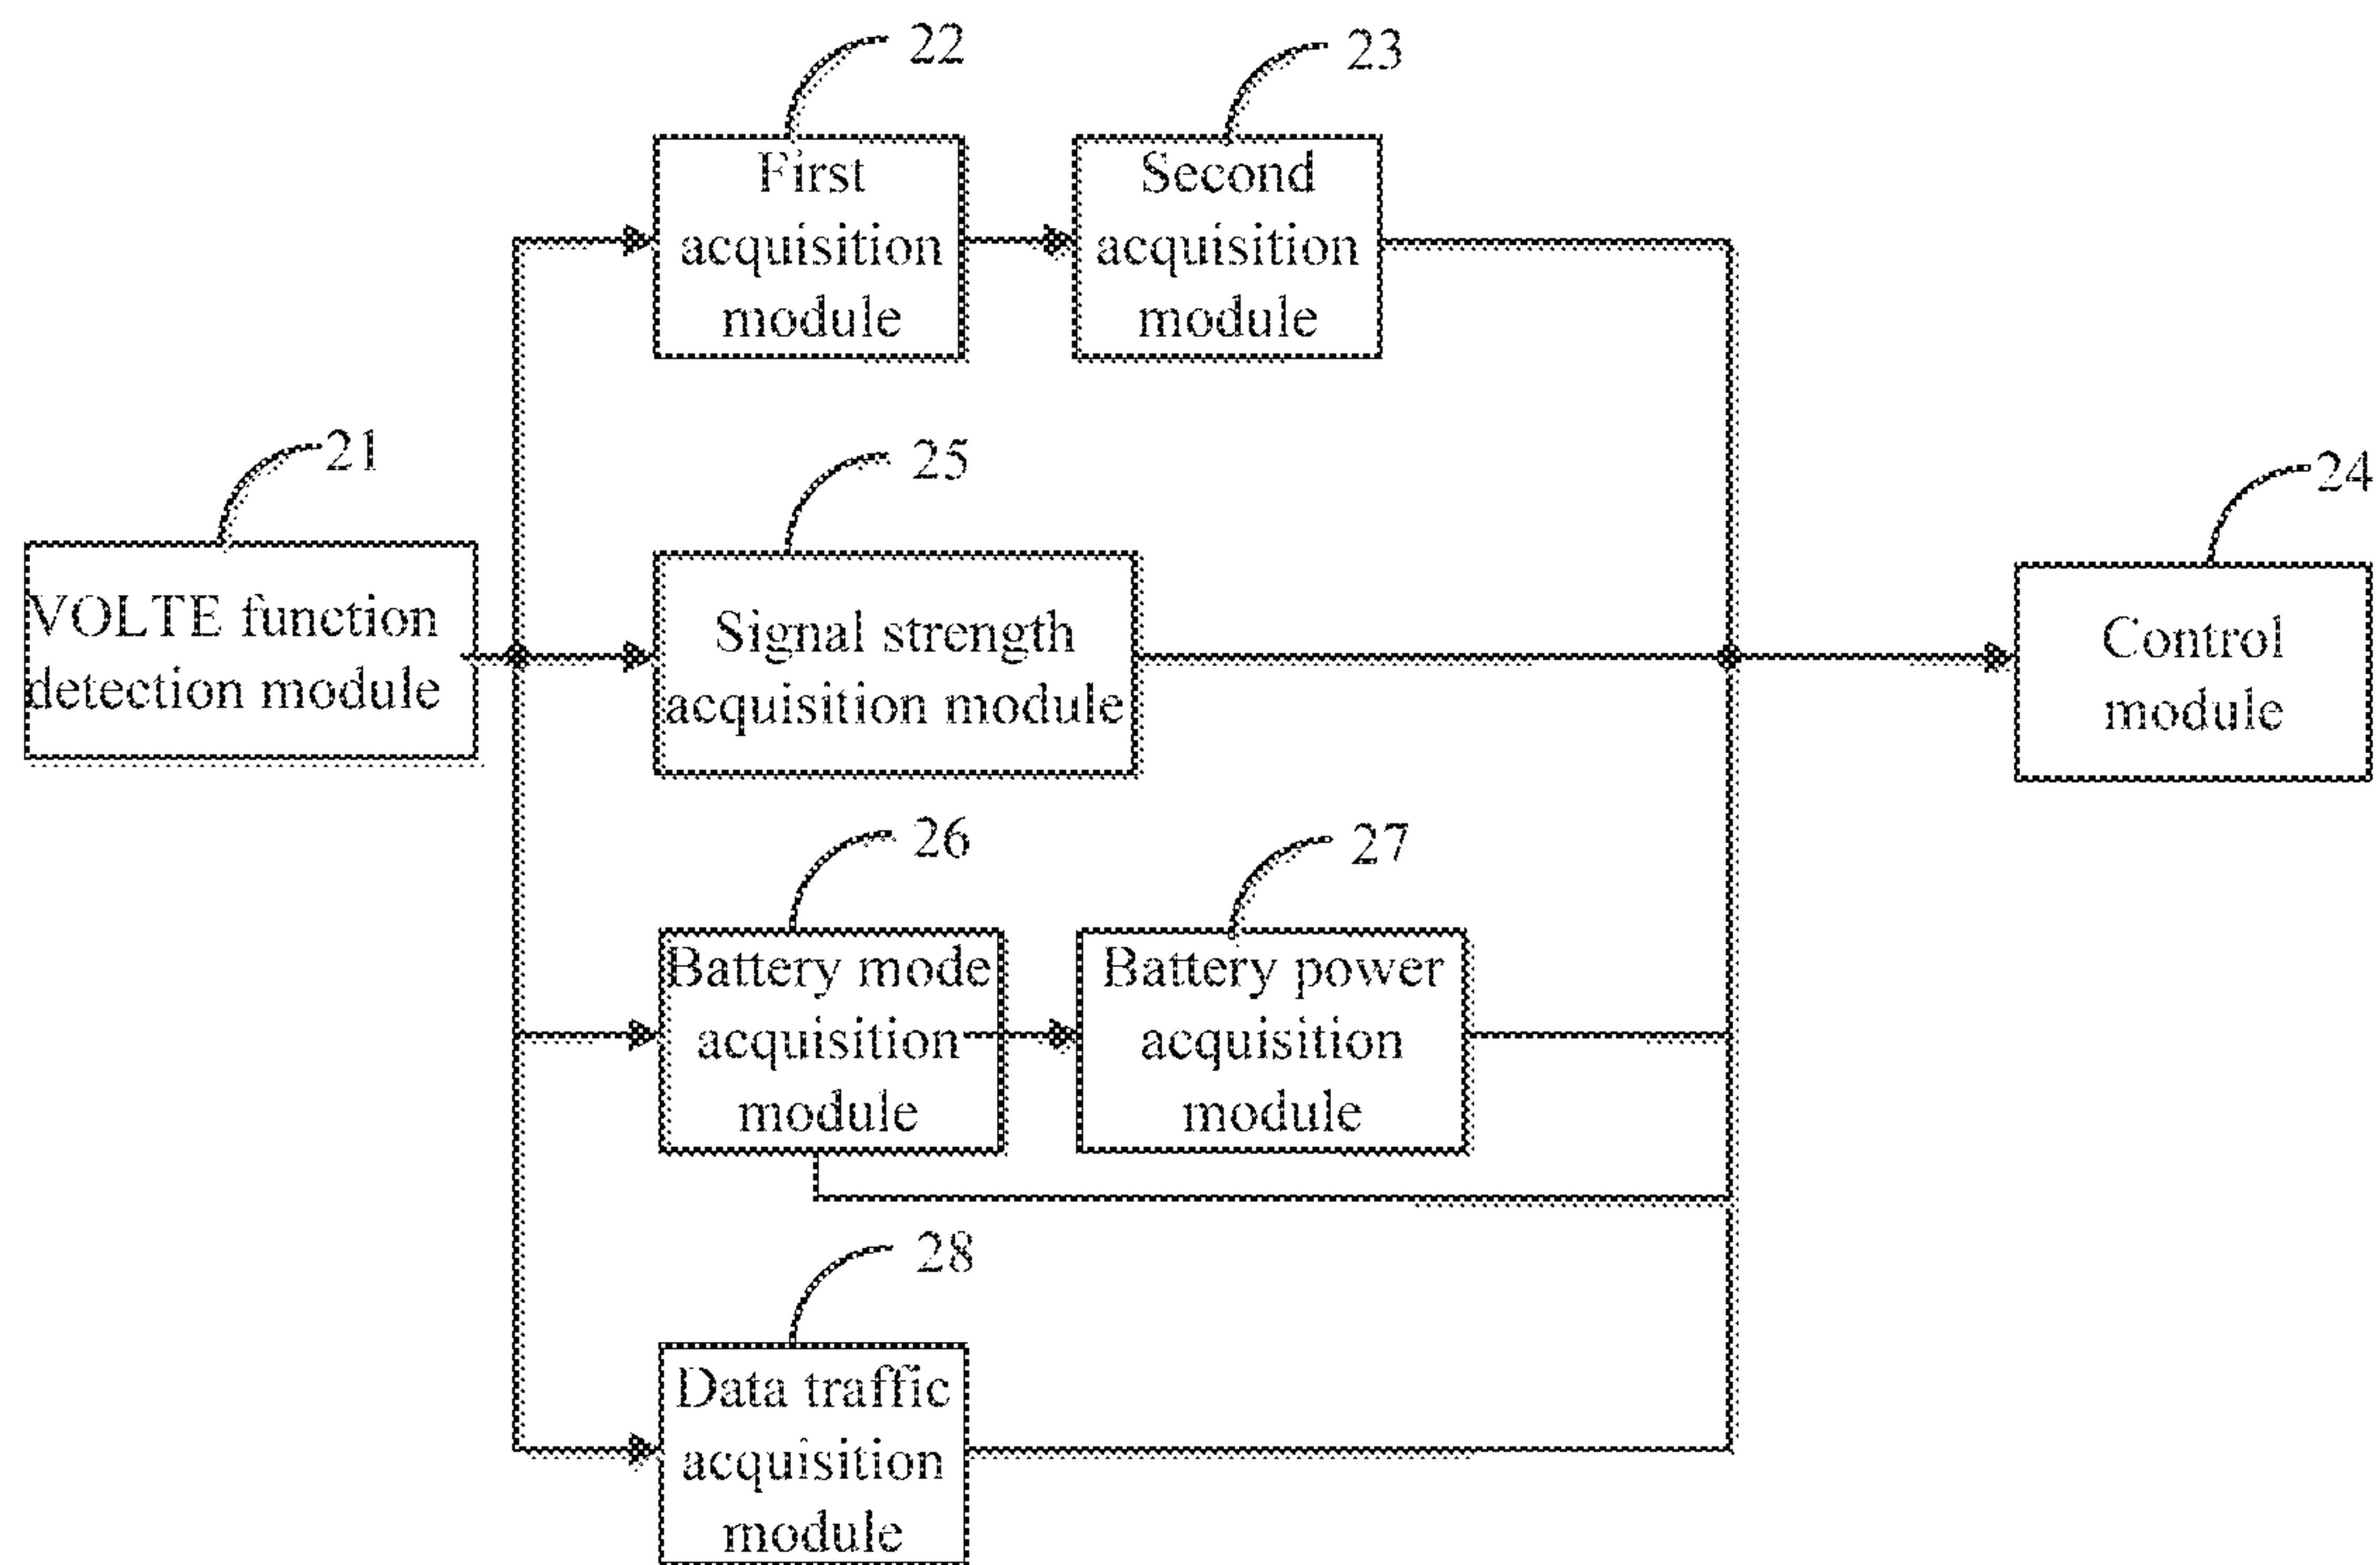 22
23
First
acquisition
module
Second
acquisition
module
21
25
24
VOLTE function
detection module
Signal strength
acquisition module
Control
module
26
27
Battery mode
acquisition
module
Battery power
acquisition
module
28
Data traffic
acquisition
module